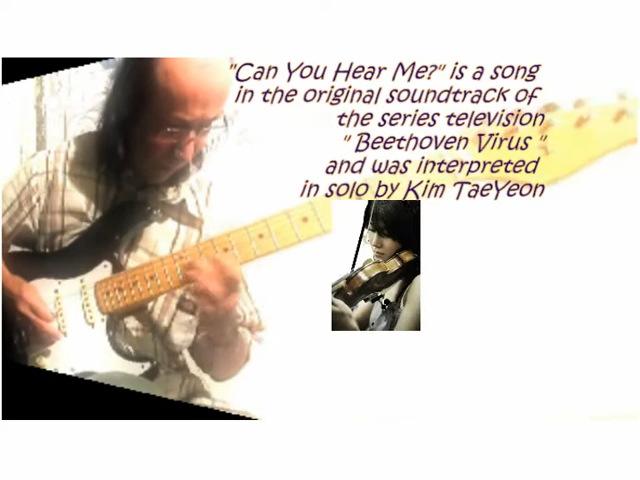 "Can You Hear Me?" is a song
in the original soundtrack of
the series television
" Beethoven Virus "
and was interpreted
in solo by Kim TaeYeon